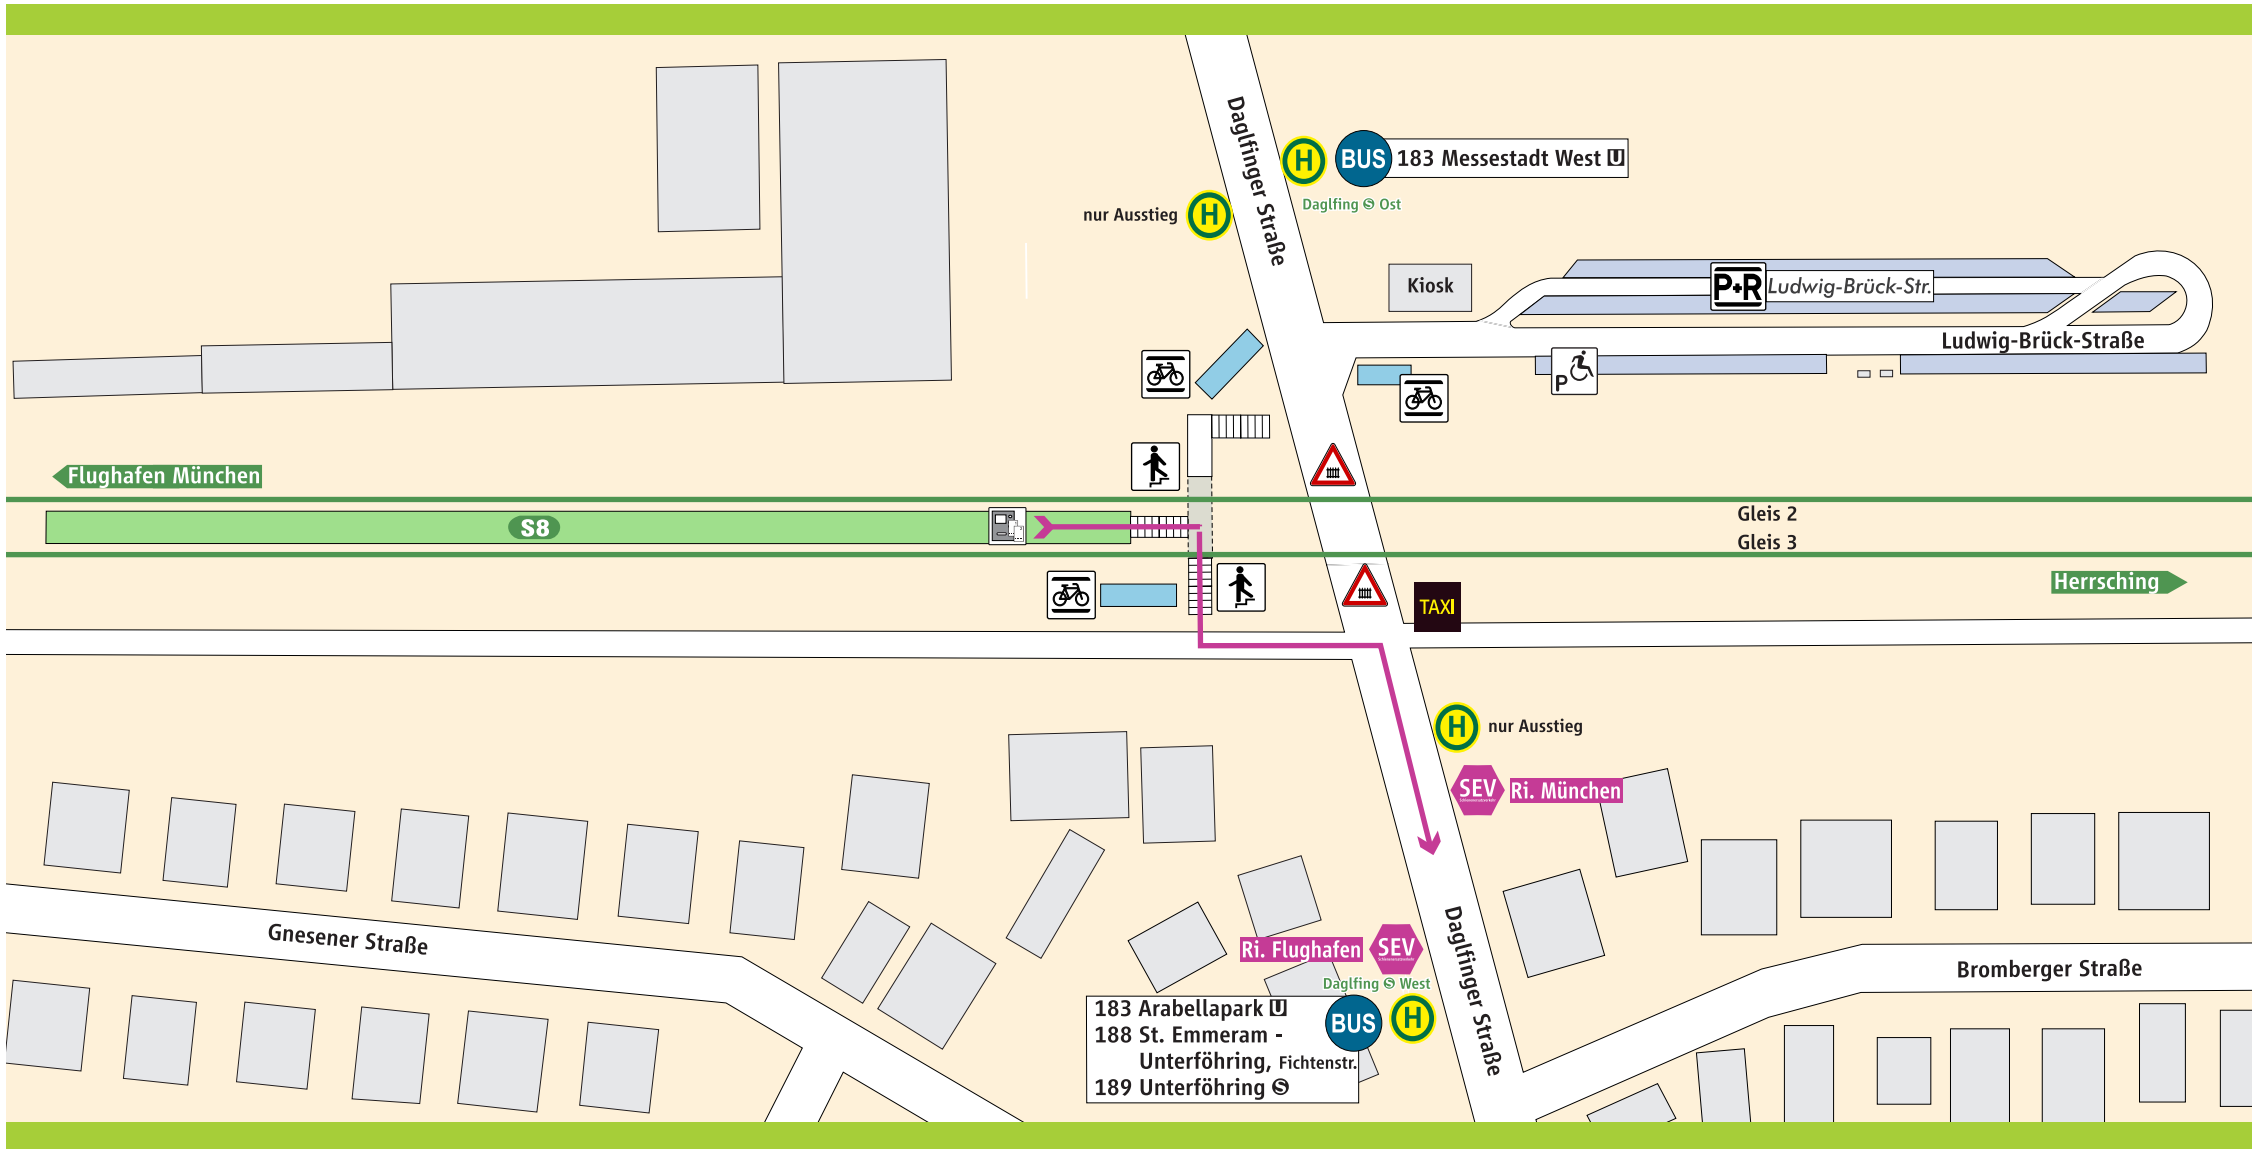 Daglfinger Straße
H
BUS
183 Messestadt West U
Daglfing S Ost
nur Ausstieg
H
Kiosk
P+R
Ludwig-Brück-Str.
Ludwig-Brück-Straße
P
Flughafen München
S8
Gleis 2
Gleis 3
Herrsching
TAXI
H
nur Ausstieg
SEV
Ri. München
Gnesener Straße
Daglfinger Straße
Ri. Flughafen
SEV
Daglfing S West
Bromberger Straße
183 Arabellapark U
188 St. Emmeram -
Unterföhring, Fichtenstr.
189 Unterföhring S
BUS
H